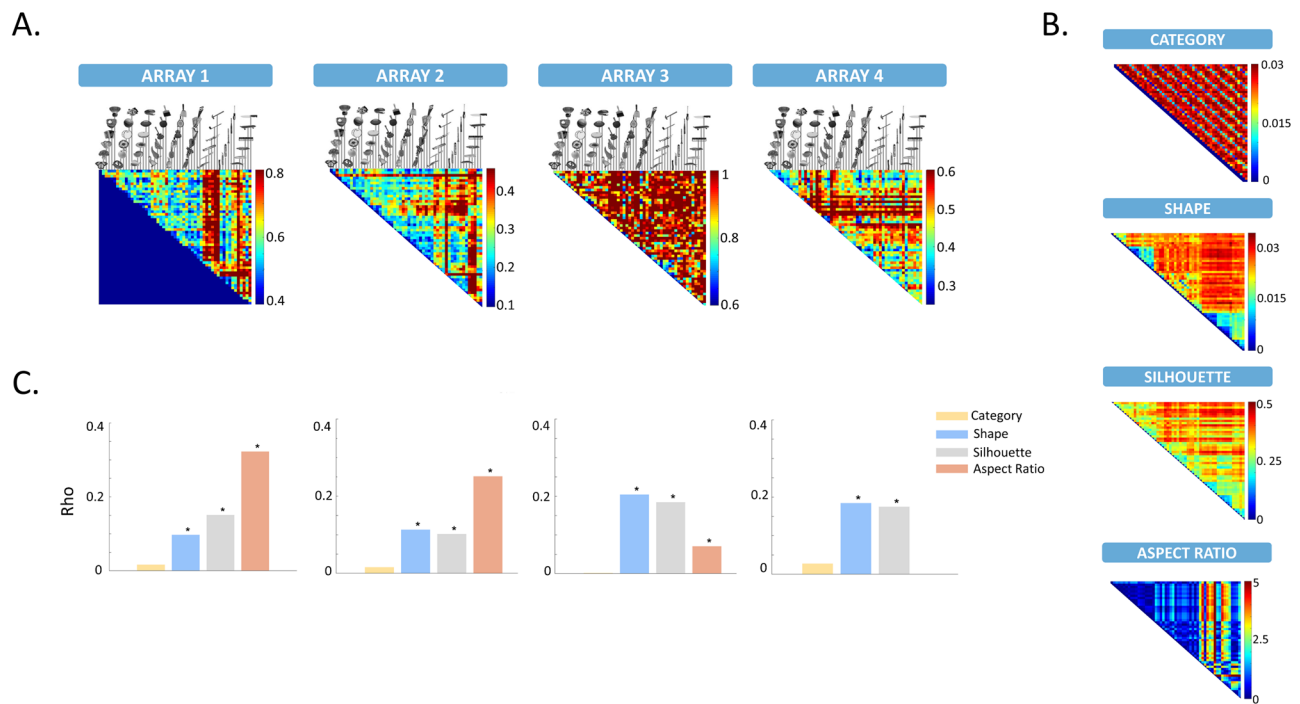 A.
B.
ARRAY 1
ARRAY 2
ARRAY 3
ARRAY 4
0.8
0.6
0.4
0.4
0.3
0.2
0.1
1
0.8
0.6
0.6
0.5
0.4
0.3
CATEGORY
0.03
0.015
0
SHAPE
0.03
0.015
0
SILHOUETTE
0.5
0.25
0
ASPECT RATIO
5
2.5
0
C.
Rho
0.4
0.2
0
* * * *
0.4
0.2
0
* * * *
0.4
0.2
0
* * *
0.4
0.2
0
* *
Category
Shape
Silhouette
Aspect Ratio